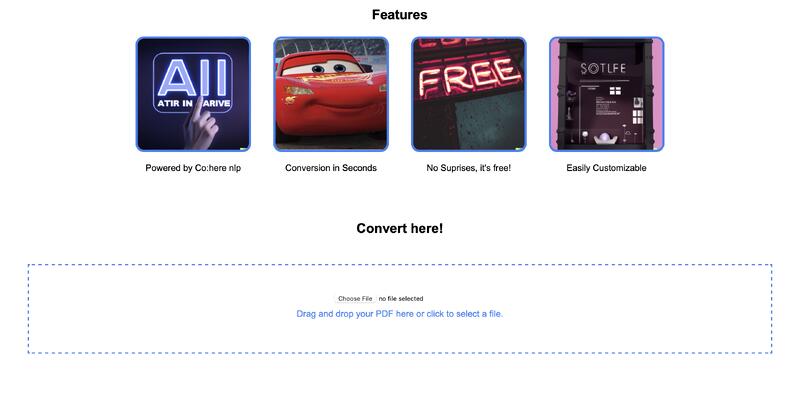 Features
All
ATIR IN ARIVE
FREE
SOTLFE
Powered by Co:here nlp
Conversion in Seconds
No Suprises, it's free!
Easily Customizable
Convert here!
Choose File no file selected
Drag and drop your PDF here or click to select a file.